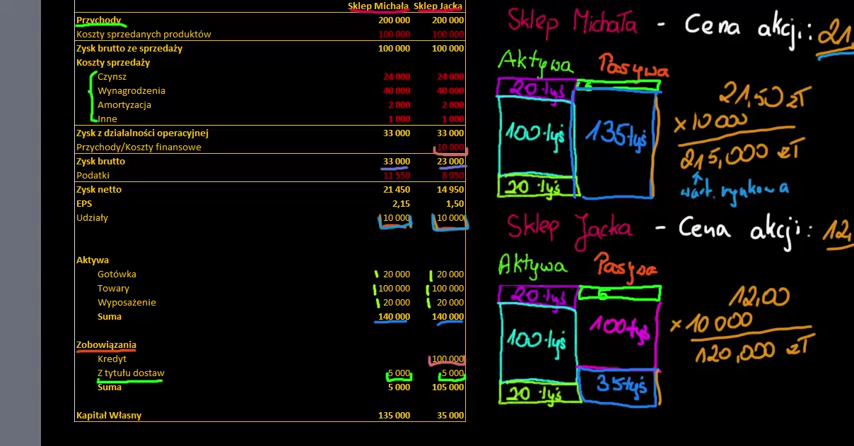 Sklep Michała Sklep Jacka
Przychody 200 000 200 000
Koszty sprzedanych produktów 100 000 100 000
Zysk brutto ze sprzedaży 100 000 100 000
Koszty sprzedaży
Czynsz 24 000 24 000
Wynagrodzenia 40 000 40 000
Amortyzacja 2 000 2 000
Inne 1 000 1 000
Zysk z działalności operacyjnej 33 000 33 000
Przychody/Koszty finansowe 10 000
Zysk brutto 33 000 23 000
Podatki 11 550
Zysk netto 21 450 14 950
EPS 2,15 1,50
Udziały 10 000 10 000
Aktywa
Gotówka 20 000 20 000
Towary 100 000 100 000
Wyposażenie 20 000 20 000
Suma 140 000 140 000
Zobowiązania
Kredyt 100 000
Z tytułu dostaw 5 000 5 000
Suma 5 000 105 000
Kapitał Własny 135 000 35 000
Sklep Michała - Cena akcji: 21,
Aktywa Pasywa
20 tyś
100 tyś 135 tyś
20 tyś
21,50 zł
x 10 000
215,000 zł
wart. rynkowa
Sklep Jacka - Cena akcji: 12,
Aktywa Pasywa
20 tyś 5
100 tyś 100 tyś
20 tyś 35 tyś
12,00
x 10 000
120,000 zł